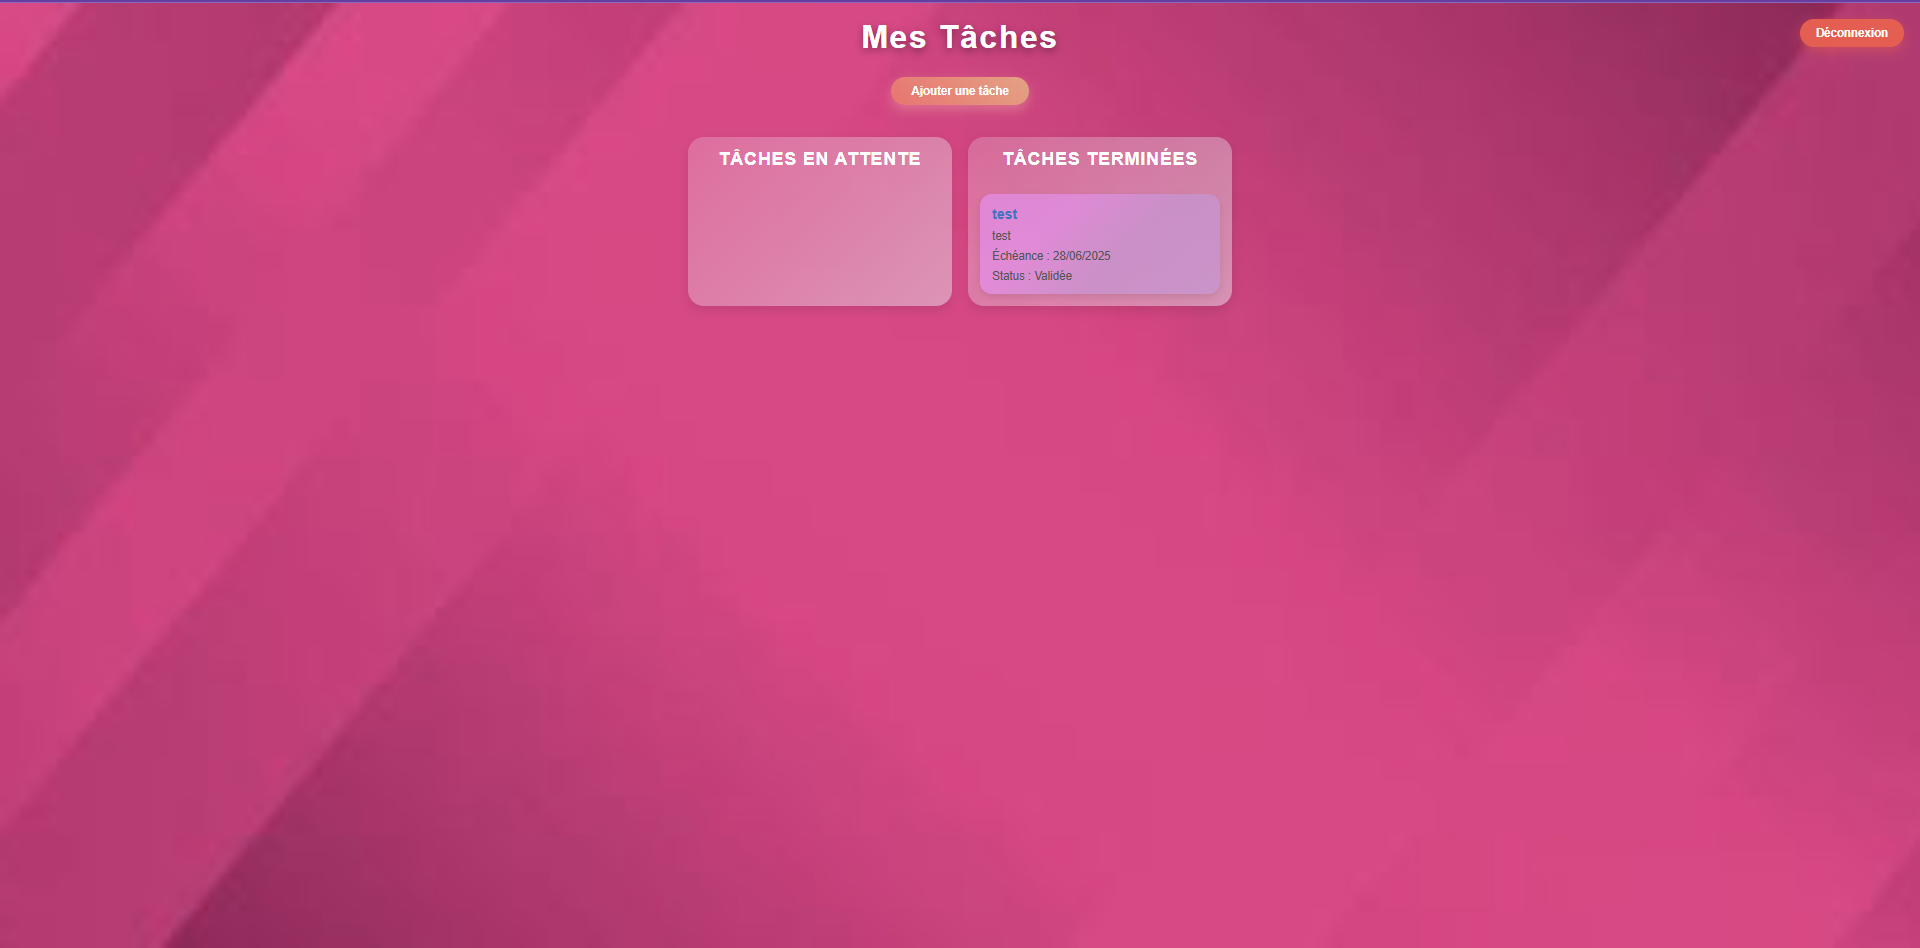 Mes Tâches
Déconnexion
Ajouter une tâche
TÂCHES EN ATTENTE
TÂCHES TERMINÉES
test
test
Échéance : 28/06/2025
Status : Validée